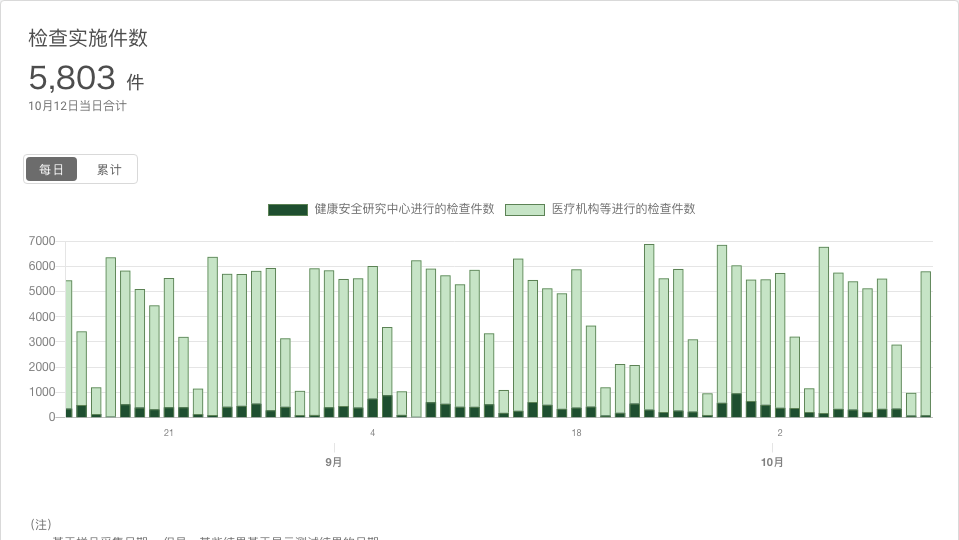 检查实施件数
5,803 件
10月12日当日合计
每日 累计
健康安全研究中心进行的检查件数 医疗机构等进行的检查件数
7000
6000
5000
4000
3000
2000
1000
0
21 4 18 2
9月 10月
(注)